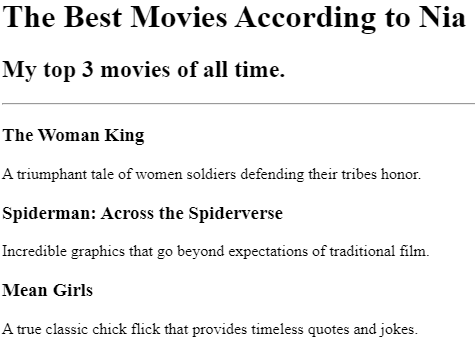 The Best Movies According to Nia
My top 3 movies of all time.
The Woman King
A triumphant tale of women soldiers defending their tribes honor.
Spiderman: Across the Spiderverse
Incredible graphics that go beyond expectations of traditional film.
Mean Girls
A true classic chick flick that provides timeless quotes and jokes.